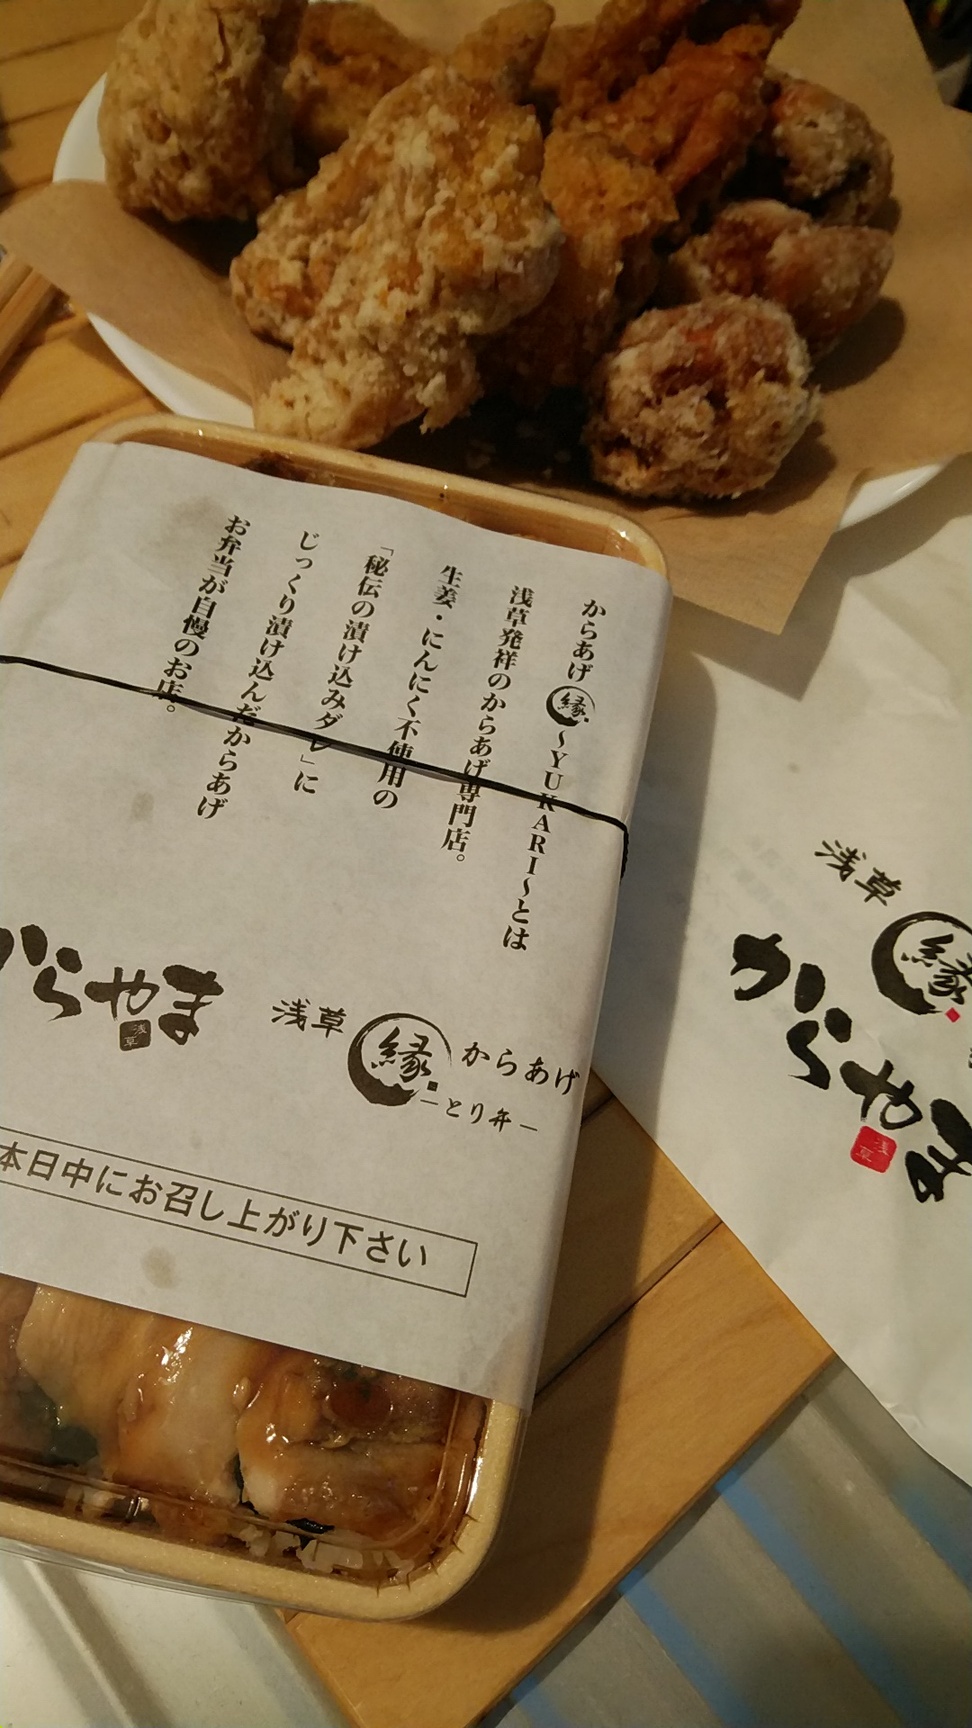 からあげ縁～YUKARI～とは
浅草発祥のからあげ専門店。
生姜・にんにく不使用の
「秘伝の漬け込みダレ」に
じっくり漬け込んだからあげ
お弁当が自慢のお店。
からやま
浅草
浅草
縁
からあげ
―とり弁―
本日中にお召し上がり下さい
浅草
縁
からやま
浅草